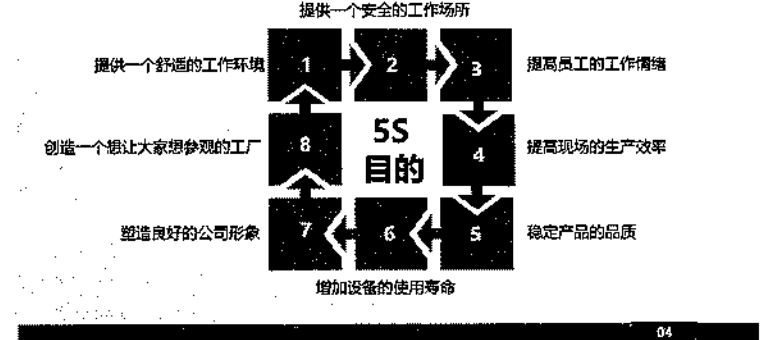 提供一个安全的工作场所
提供一个舒适的工作环境
1
2
3
提高员工的工作情绪
创造一个想让大家想参观的工厂
8
5S
目的
4
提高现场的生产效率
塑造良好的公司形象
7
6
5
稳定产品的品质
增加设备的使用寿命
04